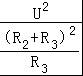 U²
(R₂+R₃)²
R₃